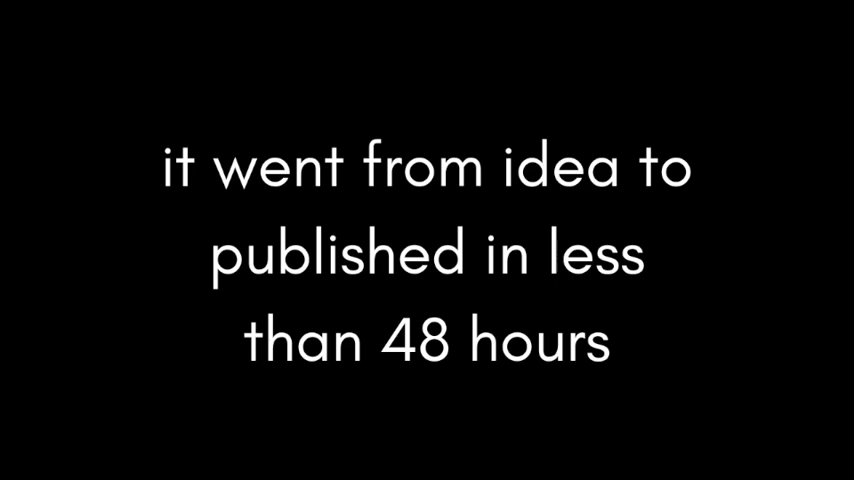 it went from idea to
published in less
than 48 hours